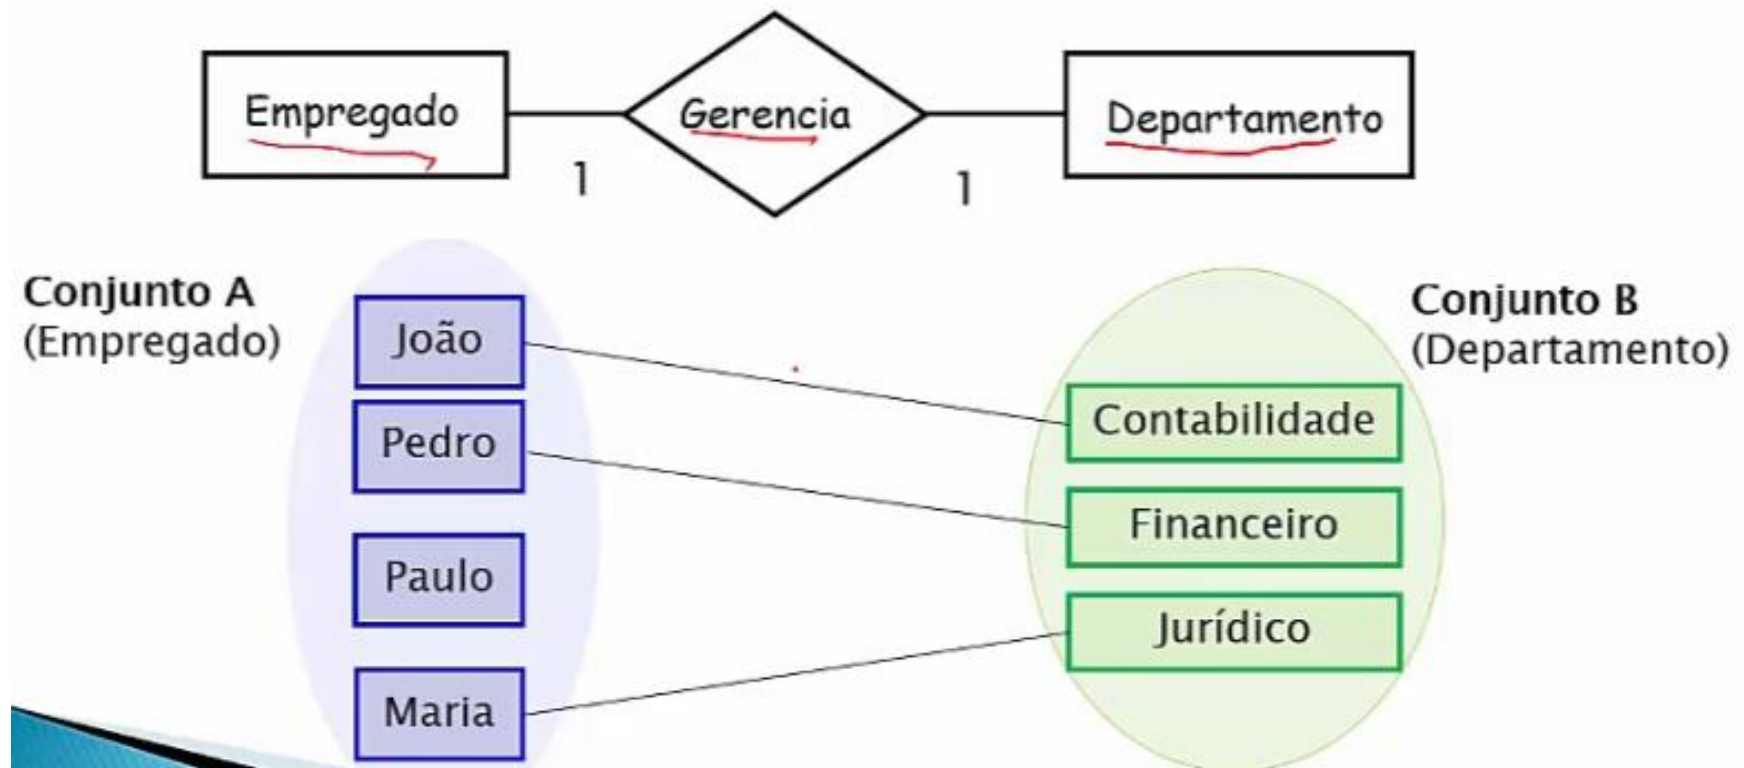 Empregado
Gerencia
Departamento
1
1
Conjunto A
(Empregado)
João
Pedro
Paulo
Maria
Conjunto B
(Departamento)
Contabilidade
Financeiro
Jurídico